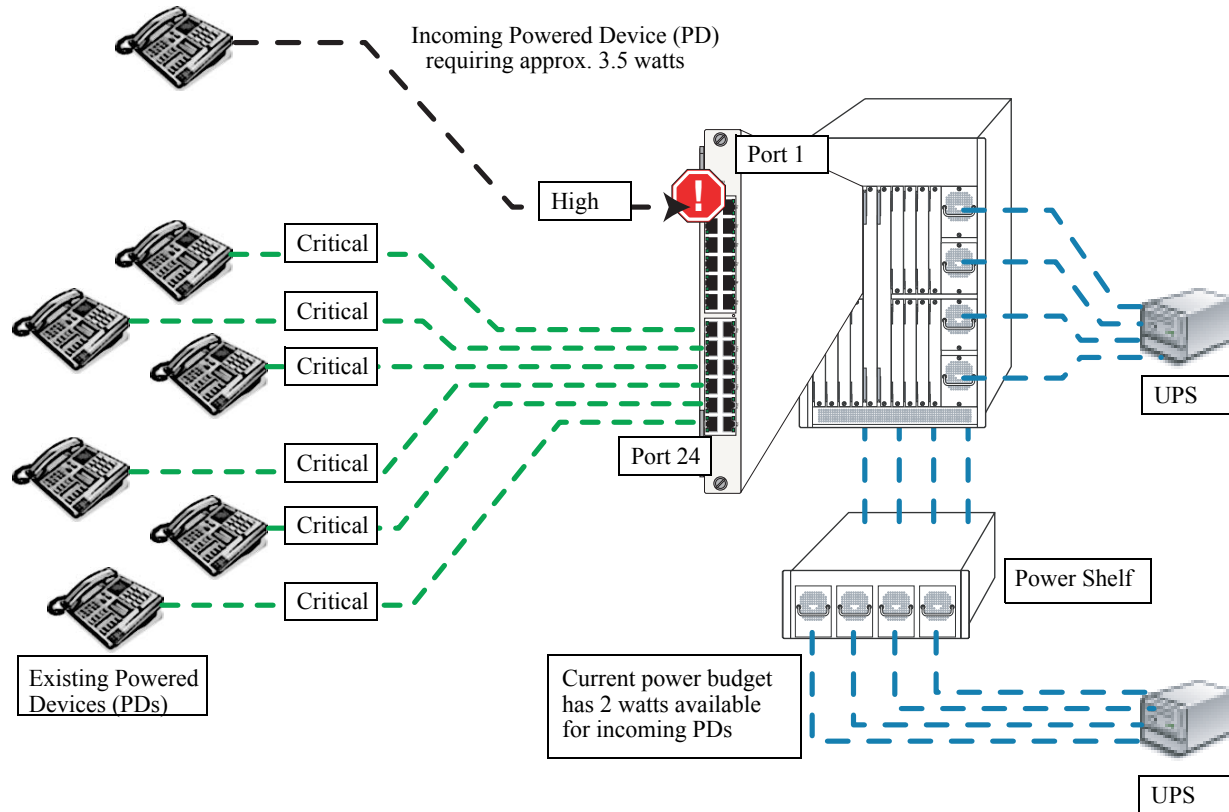 Incoming Powered Device (PD)
requiring approx. 3.5 watts
Port 1
High
Critical
Critical
Critical
Critical
Critical
Critical
Port 24
UPS
Power Shelf
Existing Powered
Devices (PDs)
Current power budget
has 2 watts available
for incoming PDs
UPS